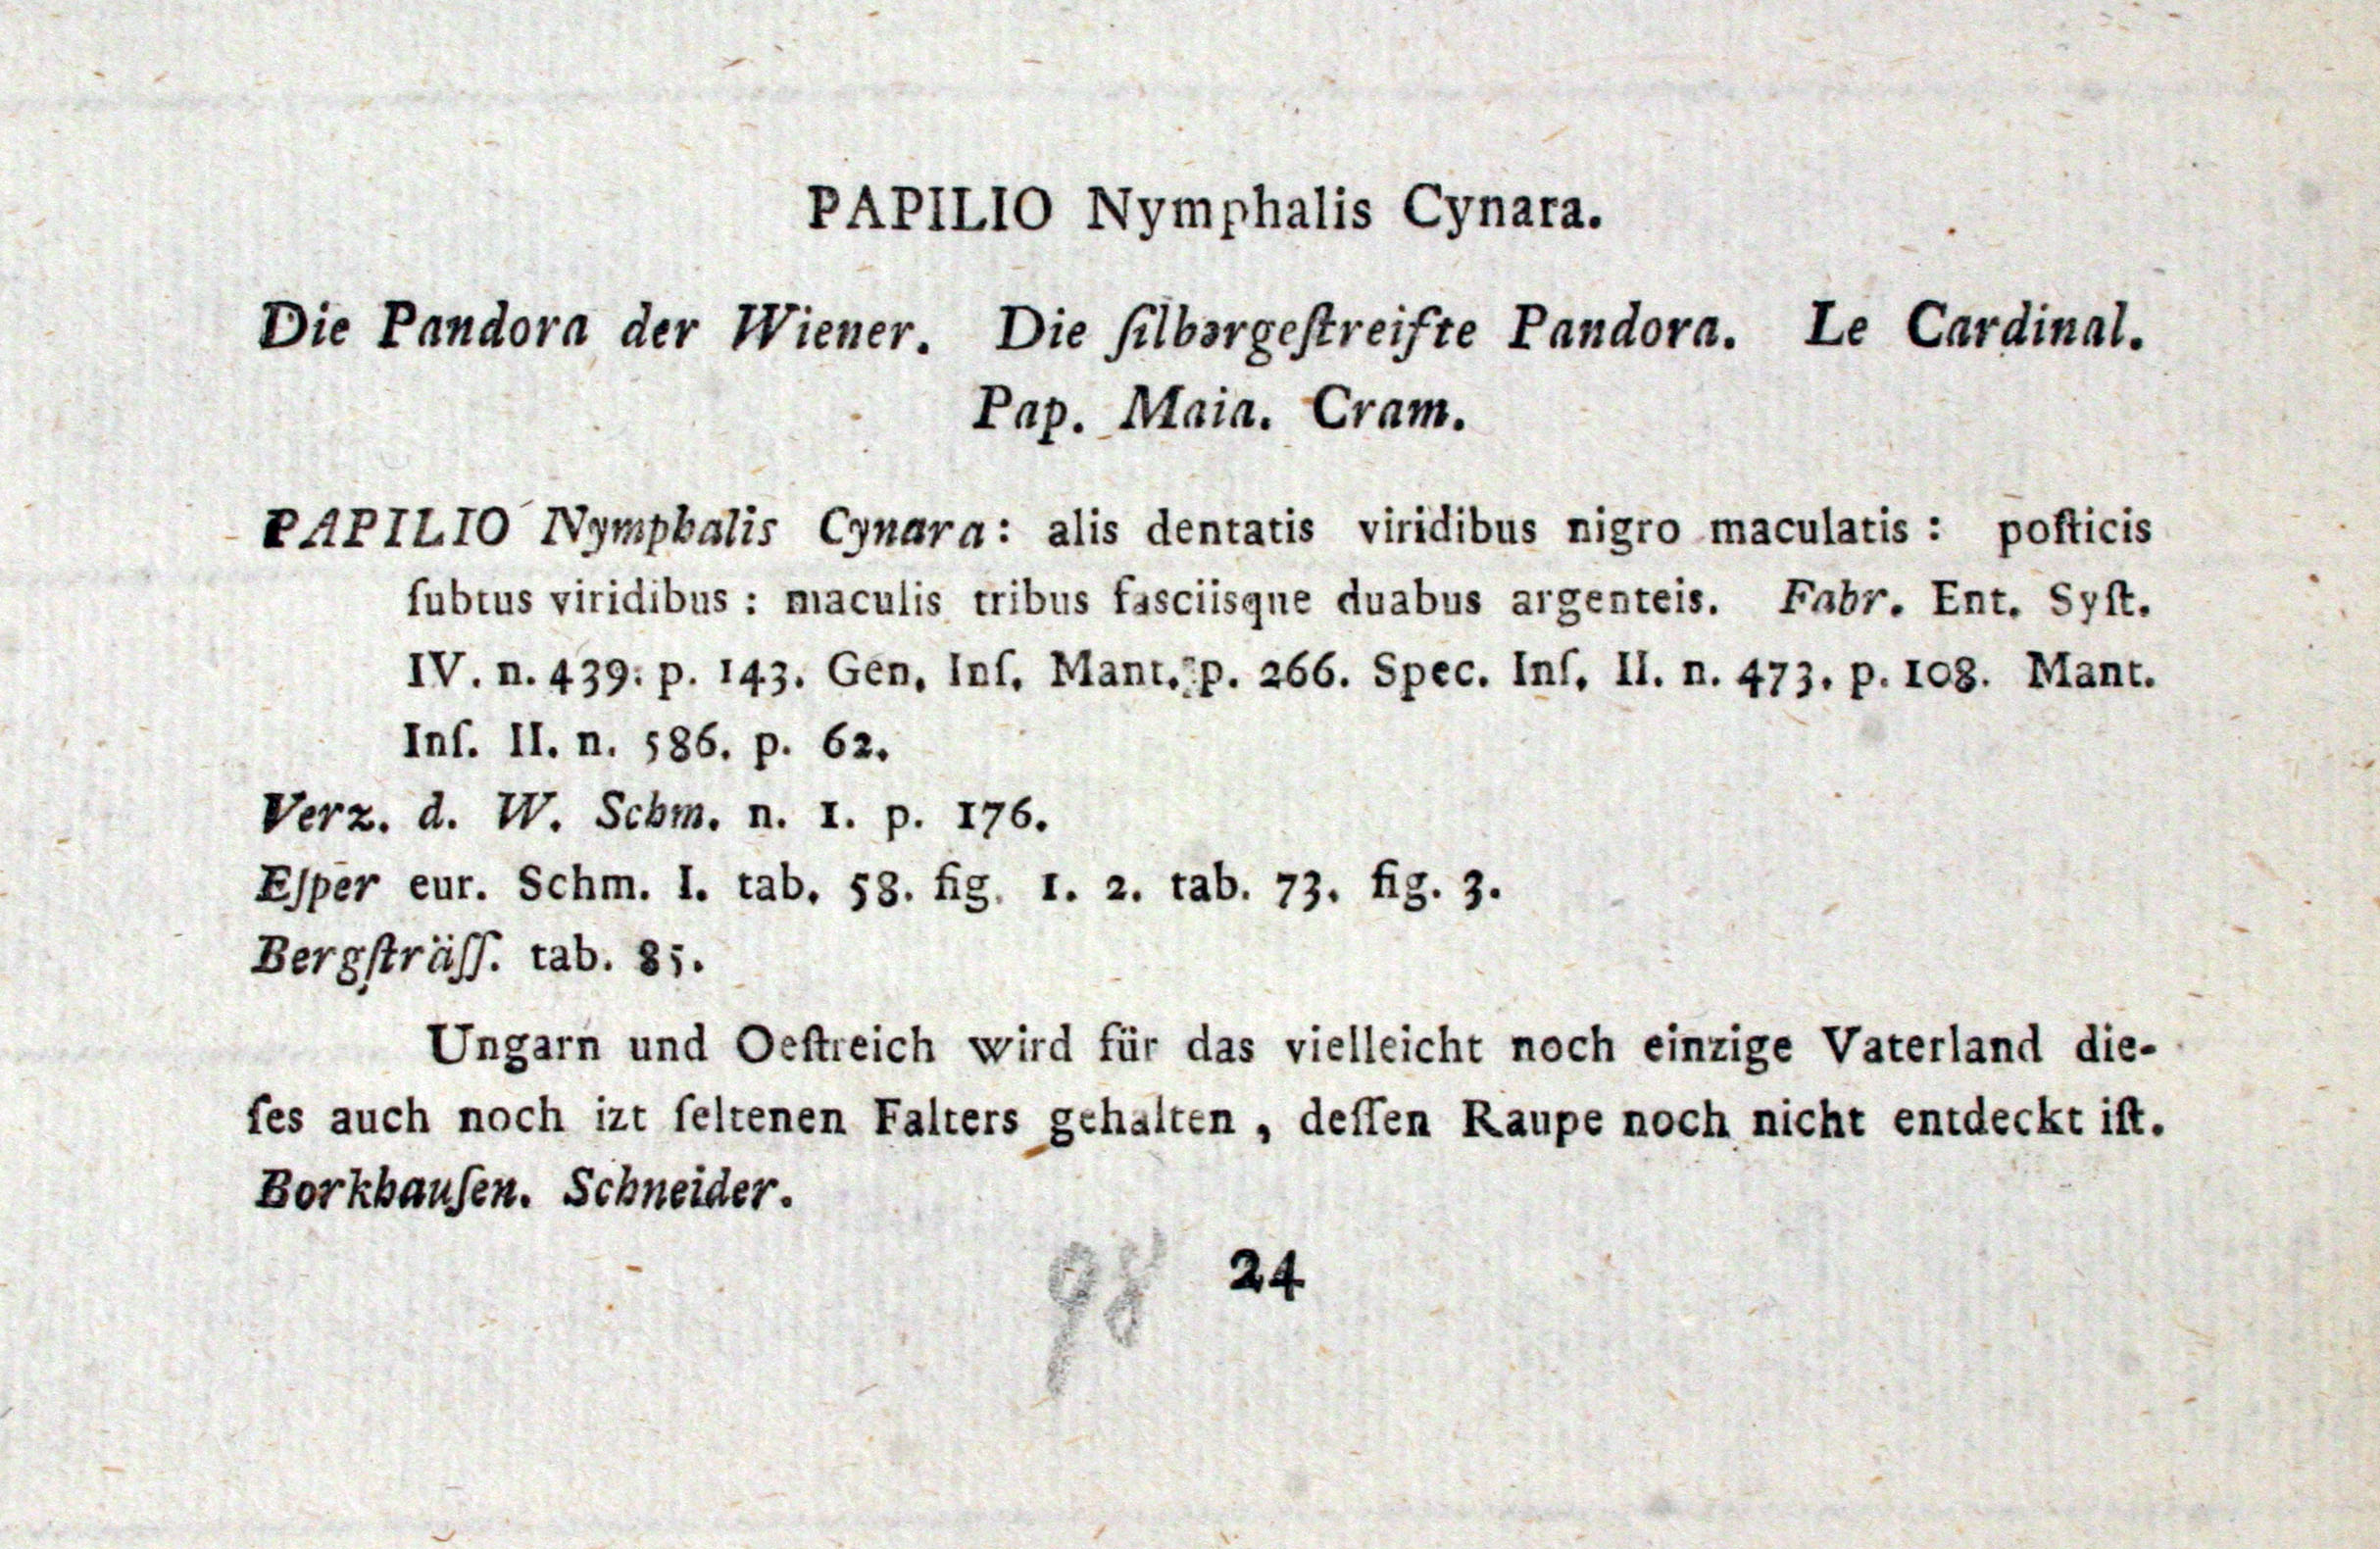 PAPILIO Nymphalis Cynara.
Die Pandora der Wiener. Die ſilbergeſtreifte Pandora. Le Cardinal.
Pap. Maia. Cram.
PAPILIO Nymphalis Cynara: alis dentatis viridibus nigro maculatis: poſticis
ſubtus viridibus: maculis tribus fasciisque duabus argenteis. Fabr. Ent. Syſt.
IV. n. 439. p. 143. Gen. Inſ. Mant. p. 266. Spec. Inſ. II. n. 473. p. 108. Mant.
Inſ. II. n. 586. p. 62.
Verz. d. W. Schm. n. 1. p. 176.
Eſper eur. Schm. I. tab. 58. fig. 1. 2. tab. 73. fig. 3.
Bergſträſſ. tab. 85.
Ungarn und Oeſtreich wird für das vielleicht noch einzige Vaterland die-
ſes auch noch izt ſeltenen Falters gehalten, deſſen Raupe noch nicht entdeckt iſt.
Borkhauſen. Schneider.
98 24